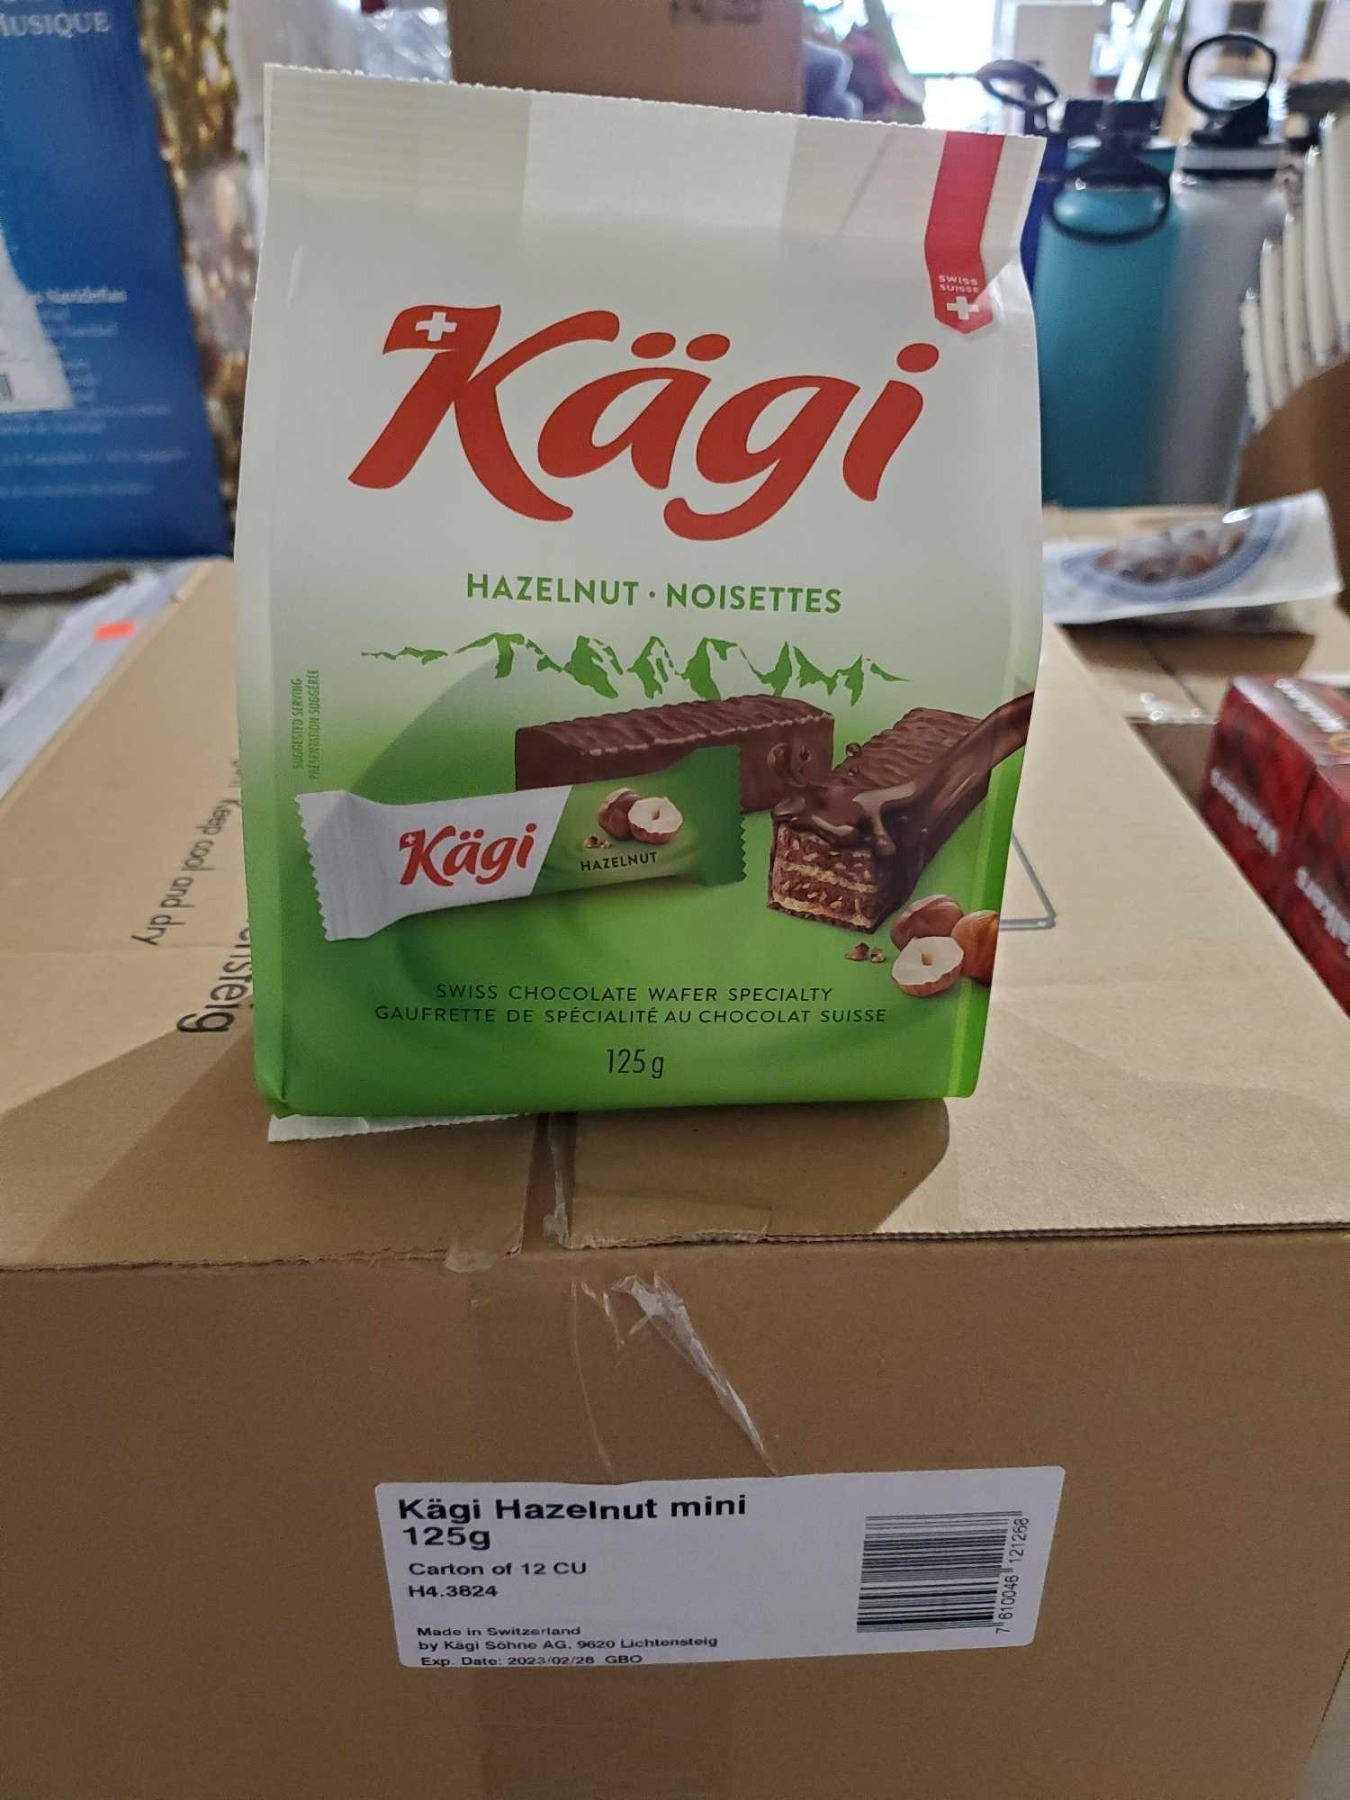 MUSIQUE
SWISS
SUISSE
Kägi
HAZELNUT · NOISETTES
SUGGESTED SERVING
PRÉSENTATION SUGGÉRÉE
Kägi
HAZELNUT
SWISS CHOCOLATE WAFER SPECIALTY
GAUFRETTE DE SPÉCIALITÉ AU CHOCOLAT SUISSE
125 g
Keep cool and dry
Kägi Hazelnut mini
125g
Carton of 12 CU
H4.3824
Made in Switzerland
by Kägi Söhne AG. 9620 Lichtensteig
Exp. Date: 2023/02/28 GBO
7 610046 121268
Walkers